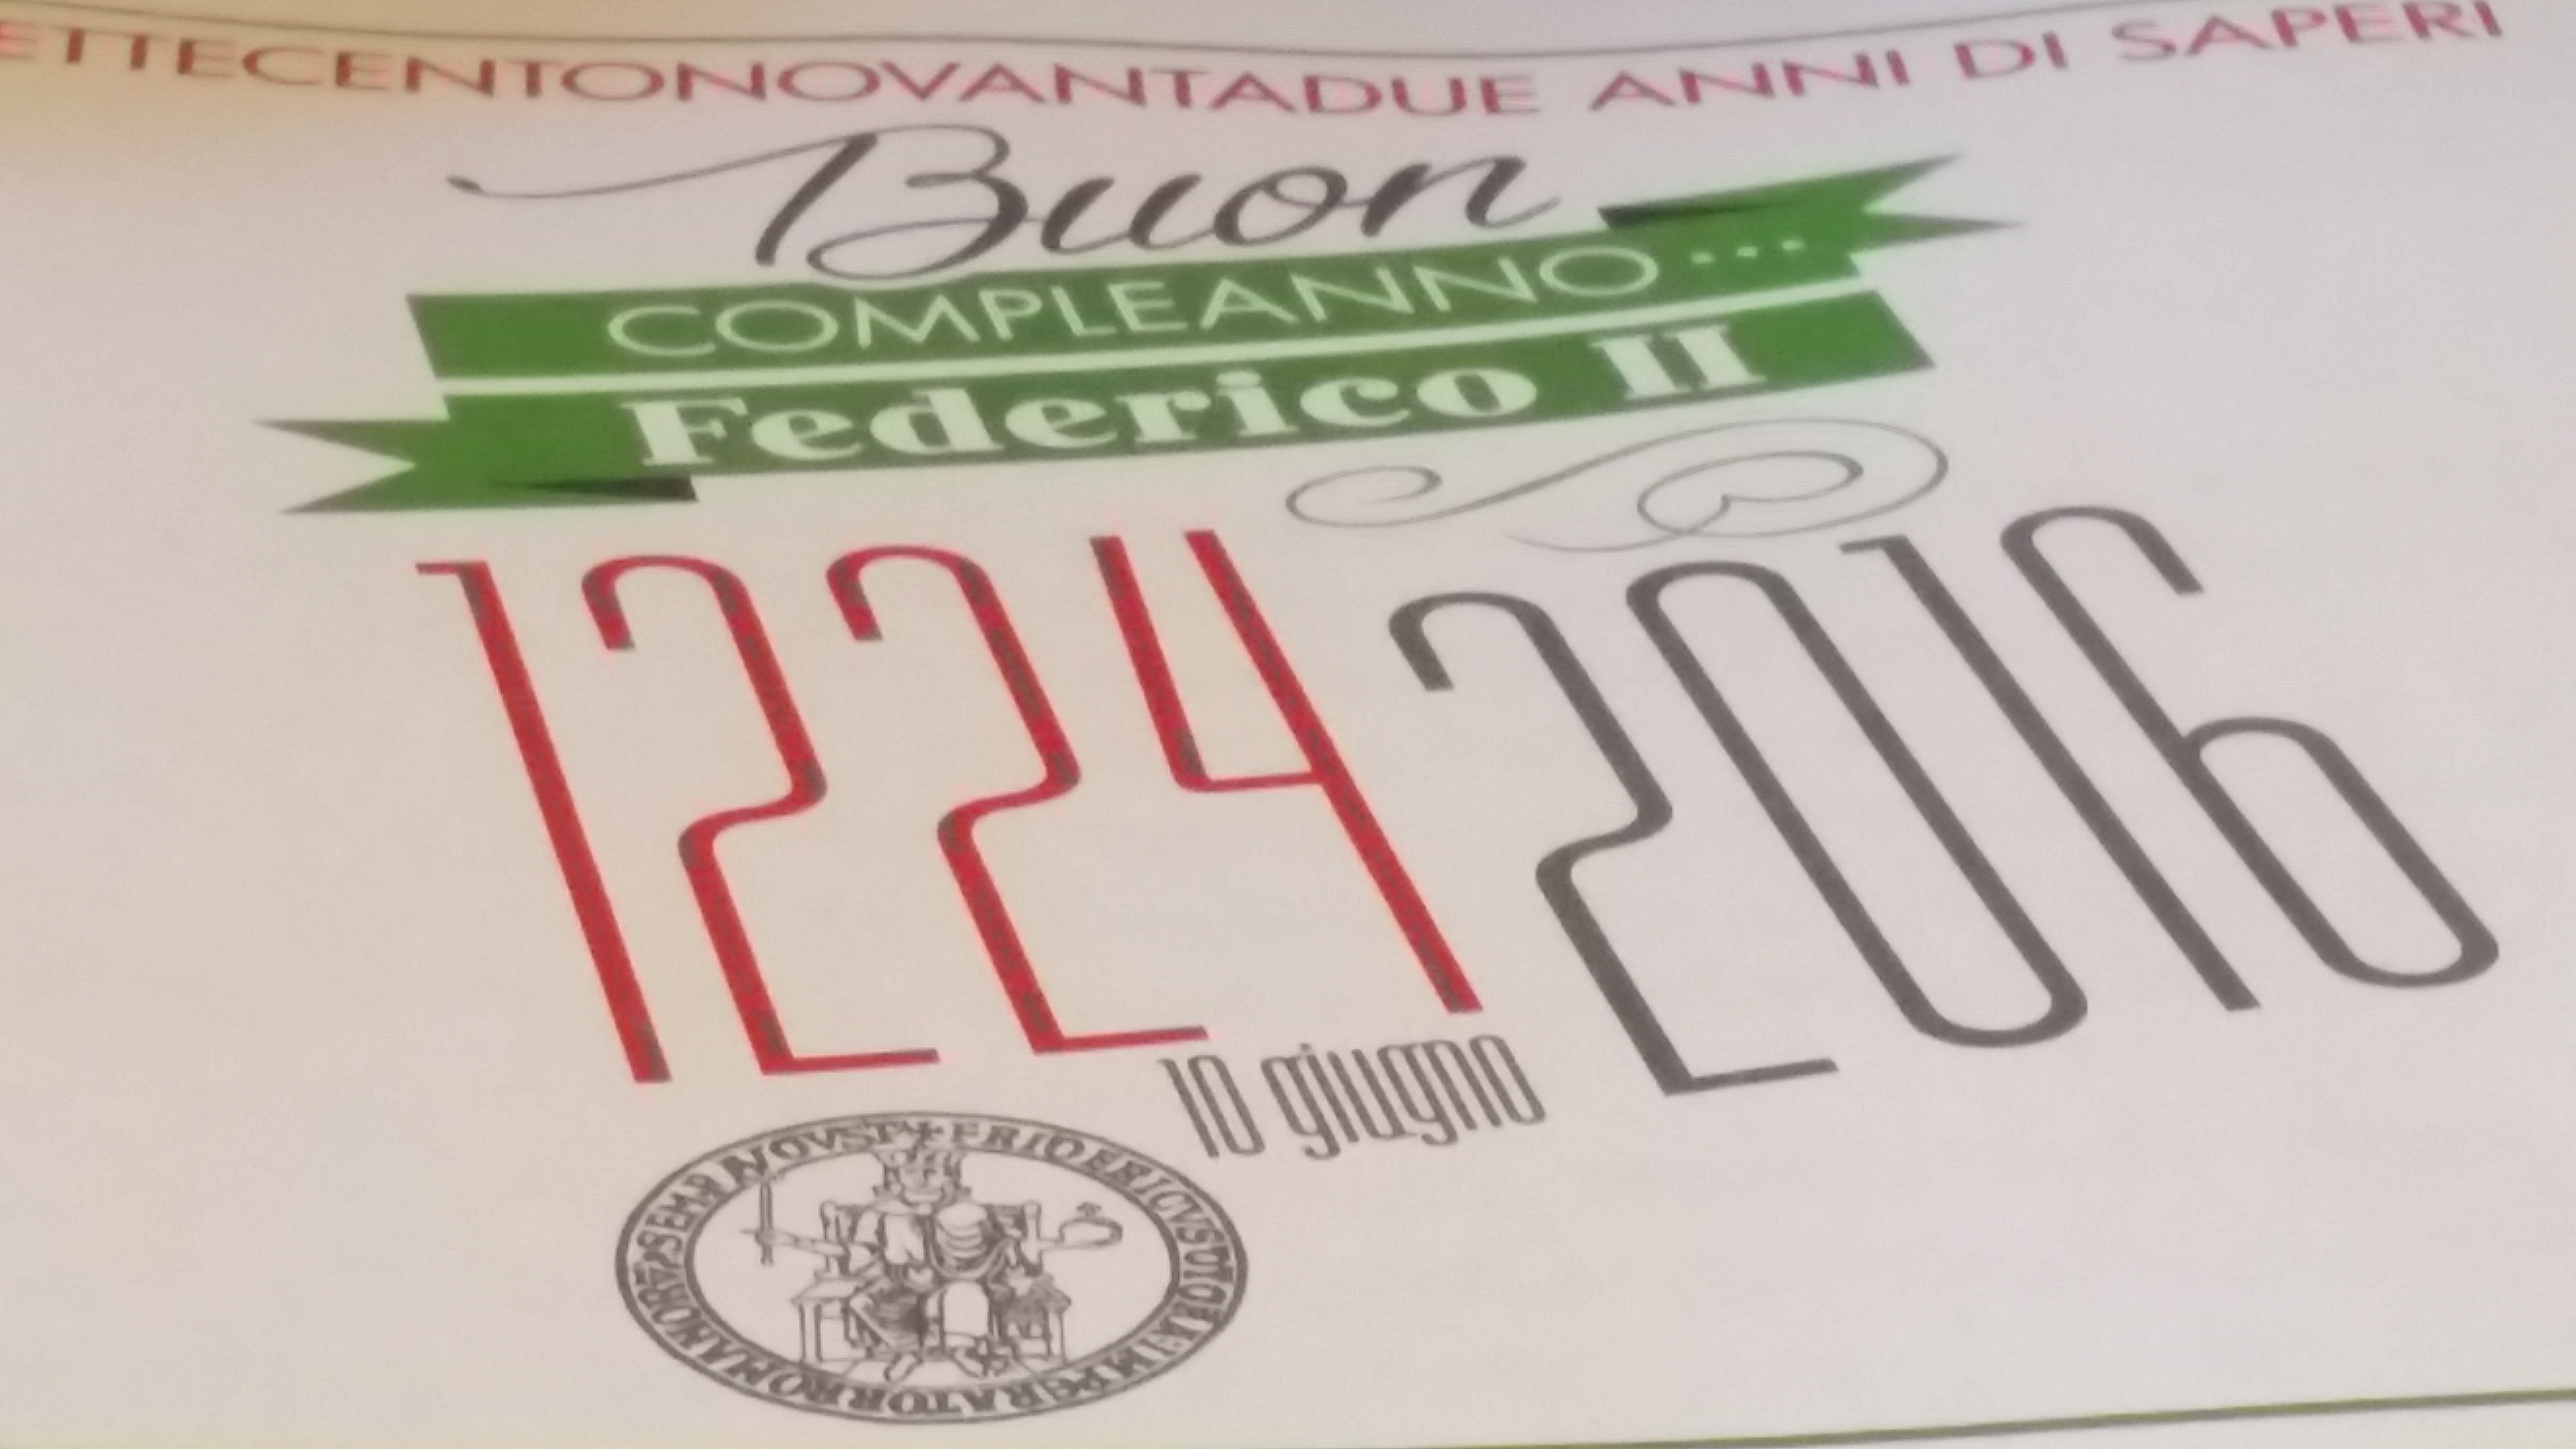 ETTECENTONOVANTADUE ANNI DI SAPERI
Buon
COMPLEANNO...
Federico II
1224 2016
10 giugno